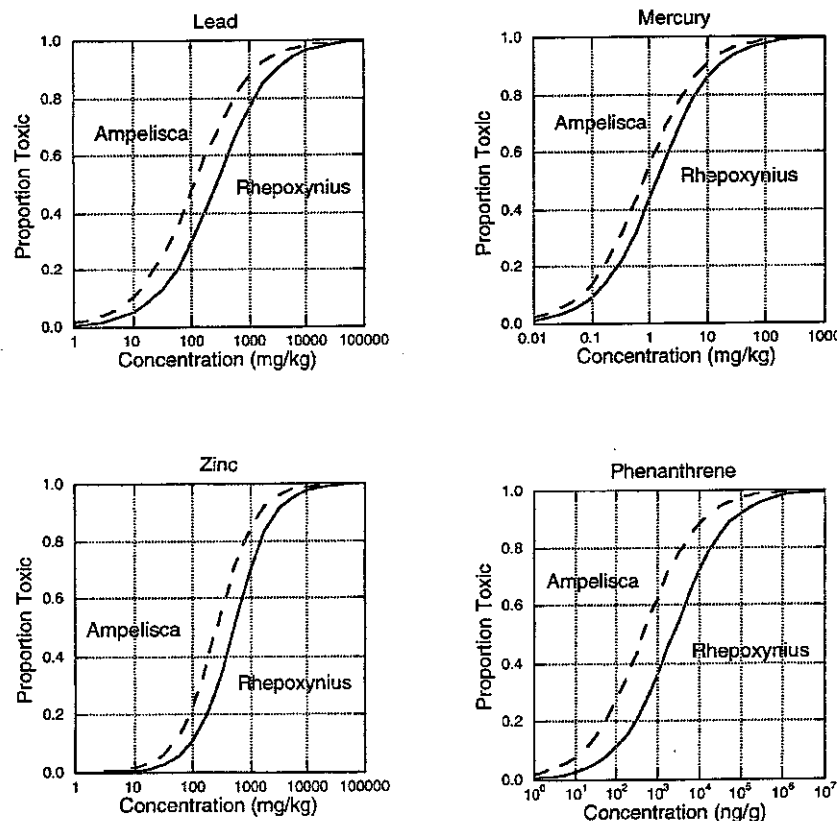 Lead
Proportion Toxic
1.0
0.8
0.6
0.4
0.2
0.0
Ampelisca
Rhepoxynius
1 10 100 1000 10000 100000
Concentration (mg/kg)
Mercury
Proportion Toxic
1.0
0.8
0.6
0.4
0.2
0.0
Ampelisca
Rhepoxynius
0.01 0.1 1 10 100 1000
Concentration (mg/kg)
Zinc
Proportion Toxic
1.0
0.8
0.6
0.4
0.2
0.0
Ampelisca
Rhepoxynius
1 10 100 1000 10000 100000
Concentration (mg/kg)
Phenanthrene
Proportion Toxic
1.0
0.8
0.6
0.4
0.2
0.0
Ampelisca
Rhepoxynius
10⁰ 10¹ 10² 10³ 10⁴ 10⁵ 10⁶ 10⁷
Concentration (ng/g)